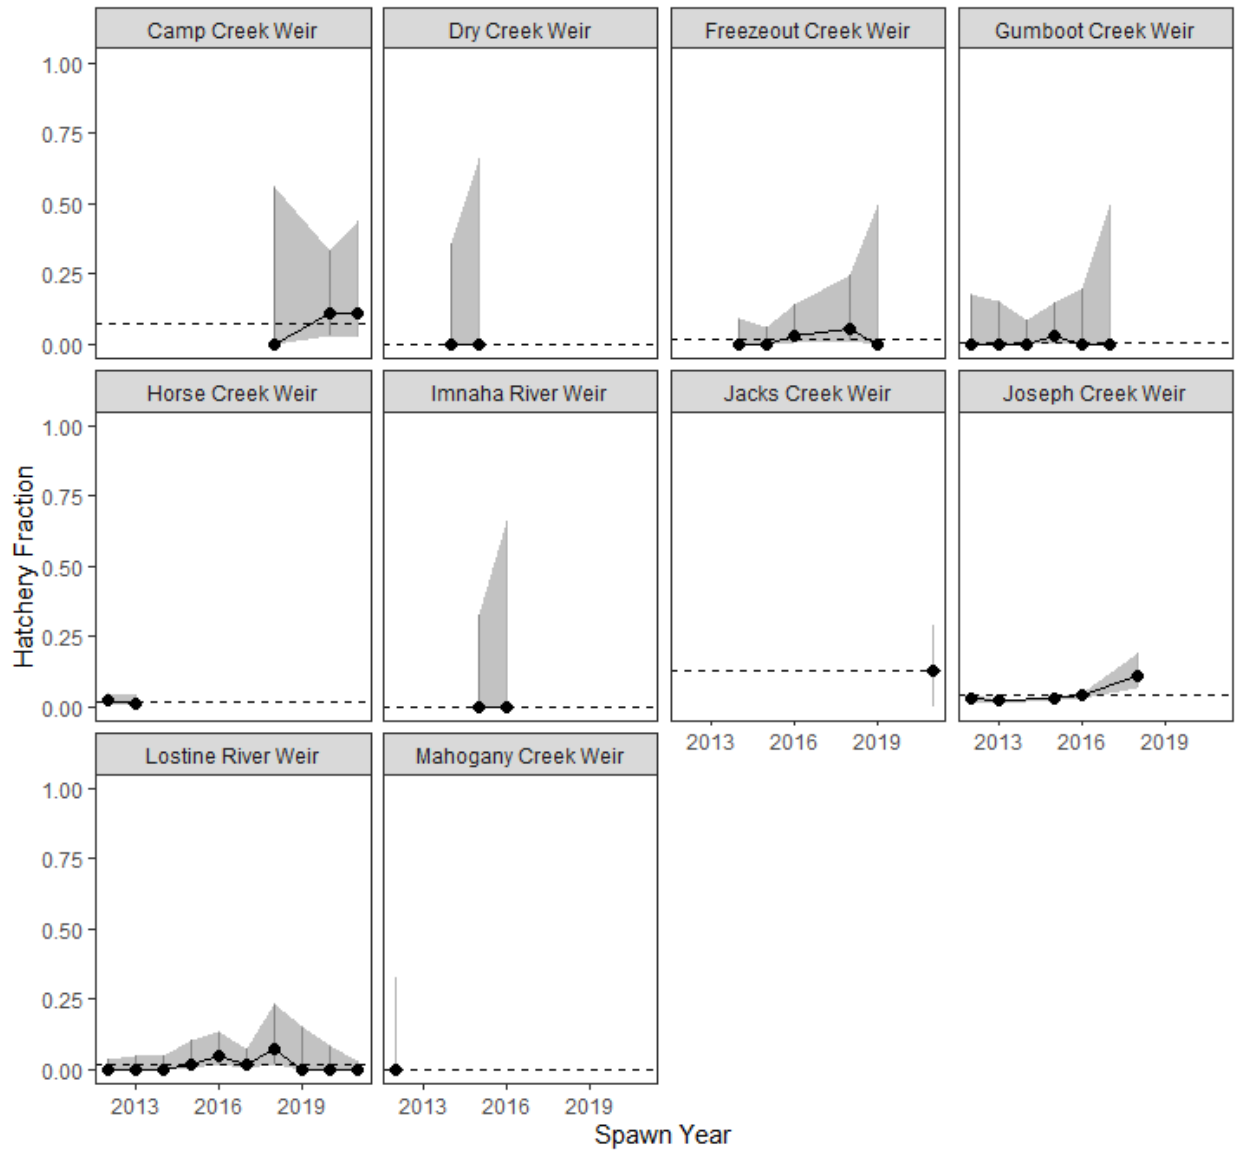 Camp Creek Weir
Dry Creek Weir
Freezeout Creek Weir
Gumboot Creek Weir
1.00
0.75
0.50
0.25
0.00
Horse Creek Weir
Imnaha River Weir
Jacks Creek Weir
Joseph Creek Weir
1.00
0.75
0.50
0.25
0.00
2013 2016 2019
2013 2016 2019
Hatchery Fraction
Lostine River Weir
Mahogany Creek Weir
1.00
0.75
0.50
0.25
0.00
2013 2016 2019
2013 2016 2019
Spawn Year